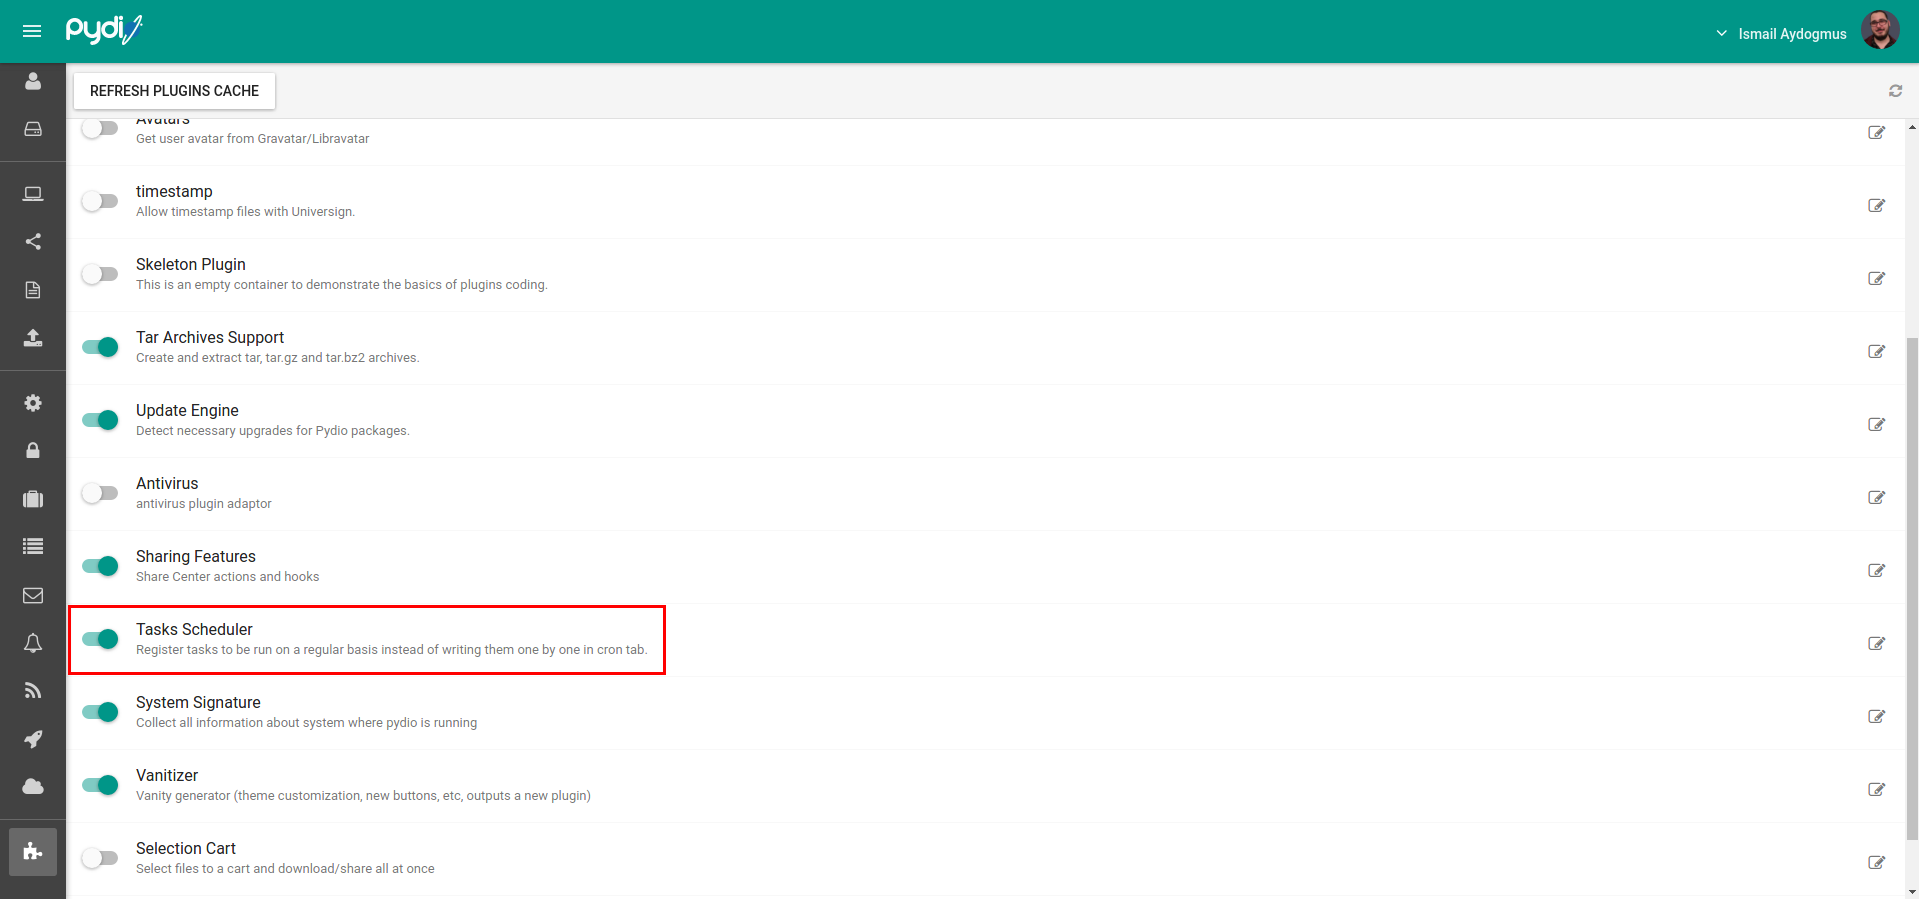 pydio
Ismail Aydogmus
REFRESH PLUGINS CACHE
Avatars
Get user avatar from Gravatar/Libravatar
timestamp
Allow timestamp files with Universign.
Skeleton Plugin
This is an empty container to demonstrate the basics of plugins coding.
Tar Archives Support
Create and extract tar, tar.gz and tar.bz2 archives.
Update Engine
Detect necessary upgrades for Pydio packages.
Antivirus
antivirus plugin adaptor
Sharing Features
Share Center actions and hooks
Tasks Scheduler
Register tasks to be run on a regular basis instead of writing them one by one in cron tab.
System Signature
Collect all information about system where pydio is running
Vanitizer
Vanity generator (theme customization, new buttons, etc, outputs a new plugin)
Selection Cart
Select files to a cart and download/share all at once